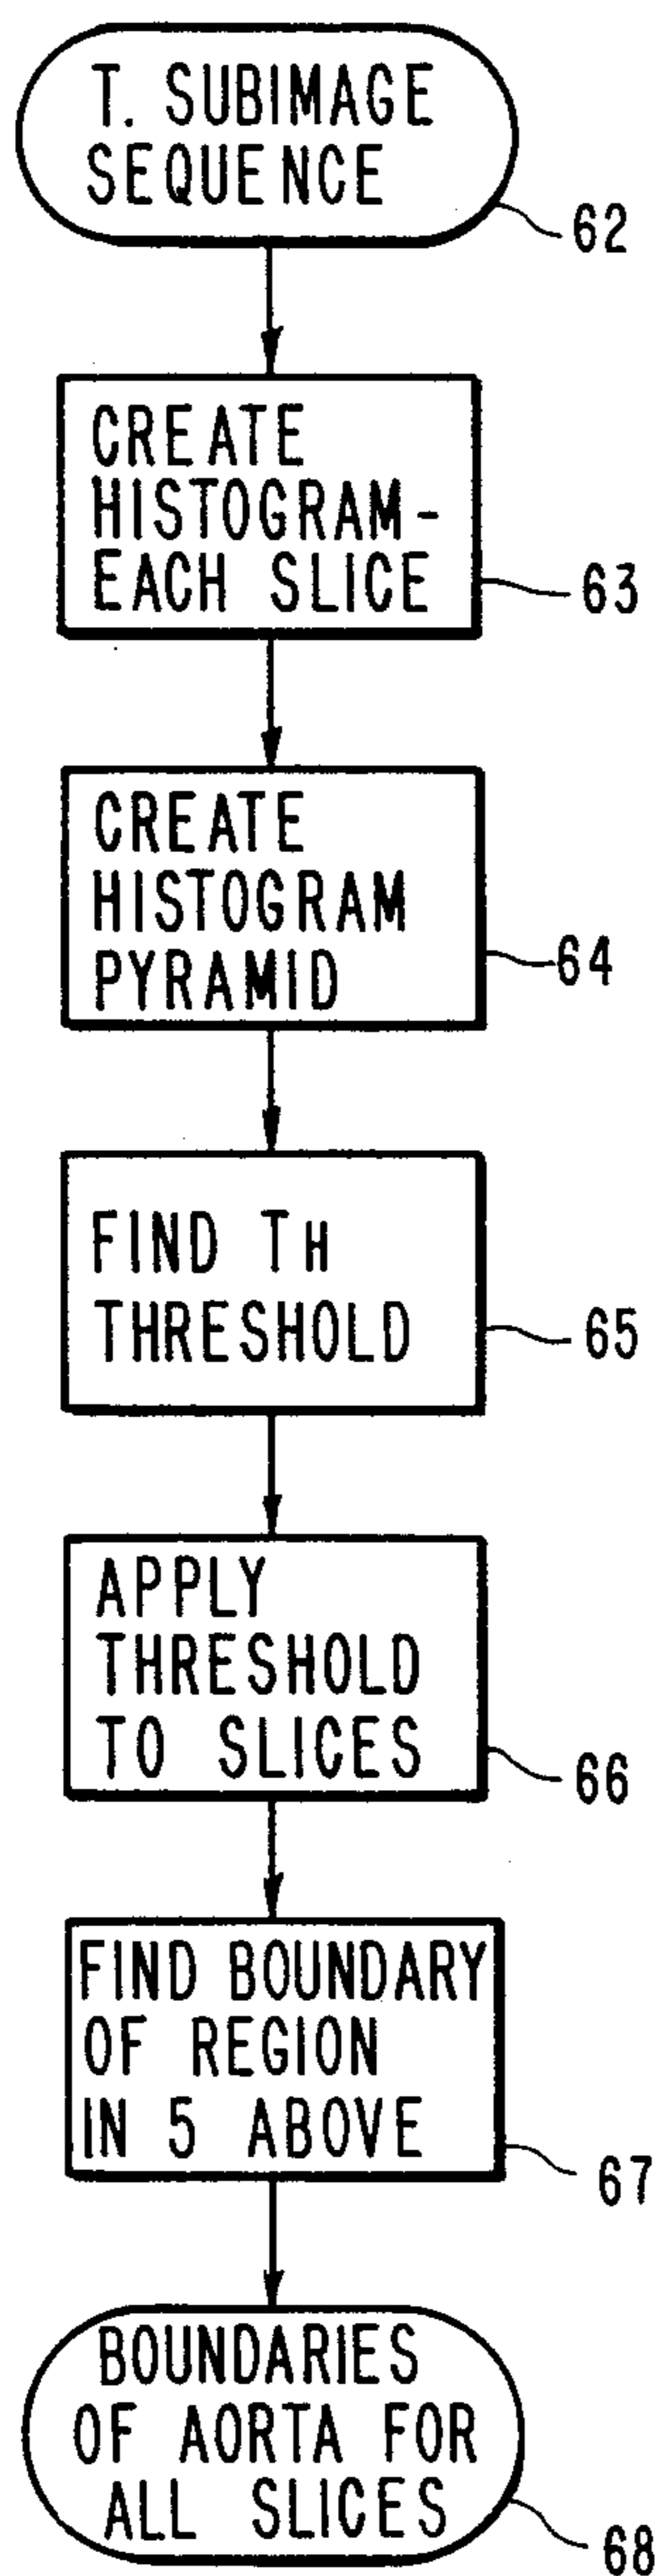 T. SUBIMAGE
SEQUENCE
62
CREATE
HISTOGRAM-
EACH SLICE
63
CREATE
HISTOGRAM
PYRAMID
64
FIND TH
THRESHOLD
65
APPLY
THRESHOLD
TO SLICES
66
FIND BOUNDARY
OF REGION
IN 5 ABOVE
67
BOUNDARIES
OF AORTA FOR
ALL SLICES
68